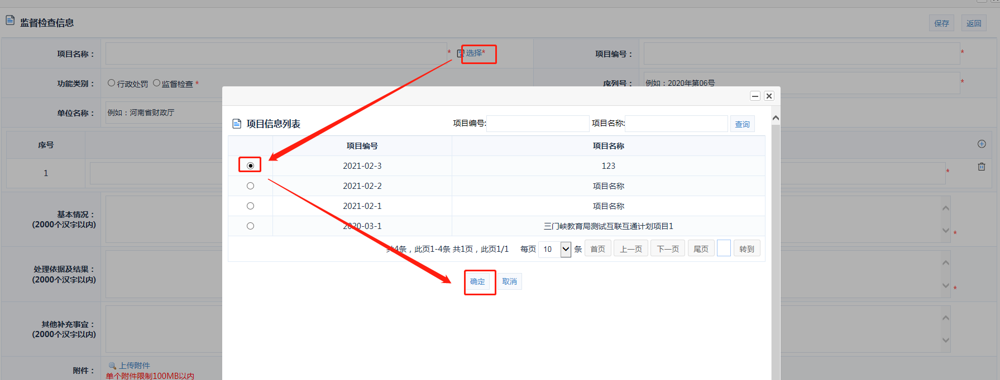 监督检查信息
保存 返回
项目名称： * 选择* 项目编号： *
功能类别： 行政处罚 监督检查 * 序列号： 例如：2020年第06号 *
单位名称： 例如：河南省财政厅
项目信息列表 项目编号: 项目名称: 查询
序号
项目编号 项目名称
2021-02-3 123
1 *
2021-02-2 项目名称
2021-02-1 项目名称
基本情况：
(2000个汉字以内) *
2020-03-1 三门峡教育局测试互联互通计划项目1
共4条，此页1-4条 共1页，此页1/1 每页 10 条 首页 上一页 下一页 尾页 转到
处理依据及结果：
(2000个汉字以内) *
确定 取消
其他补充事宜：
(2000个汉字以内)
附件： 上传附件
单个附件限制100MB以内